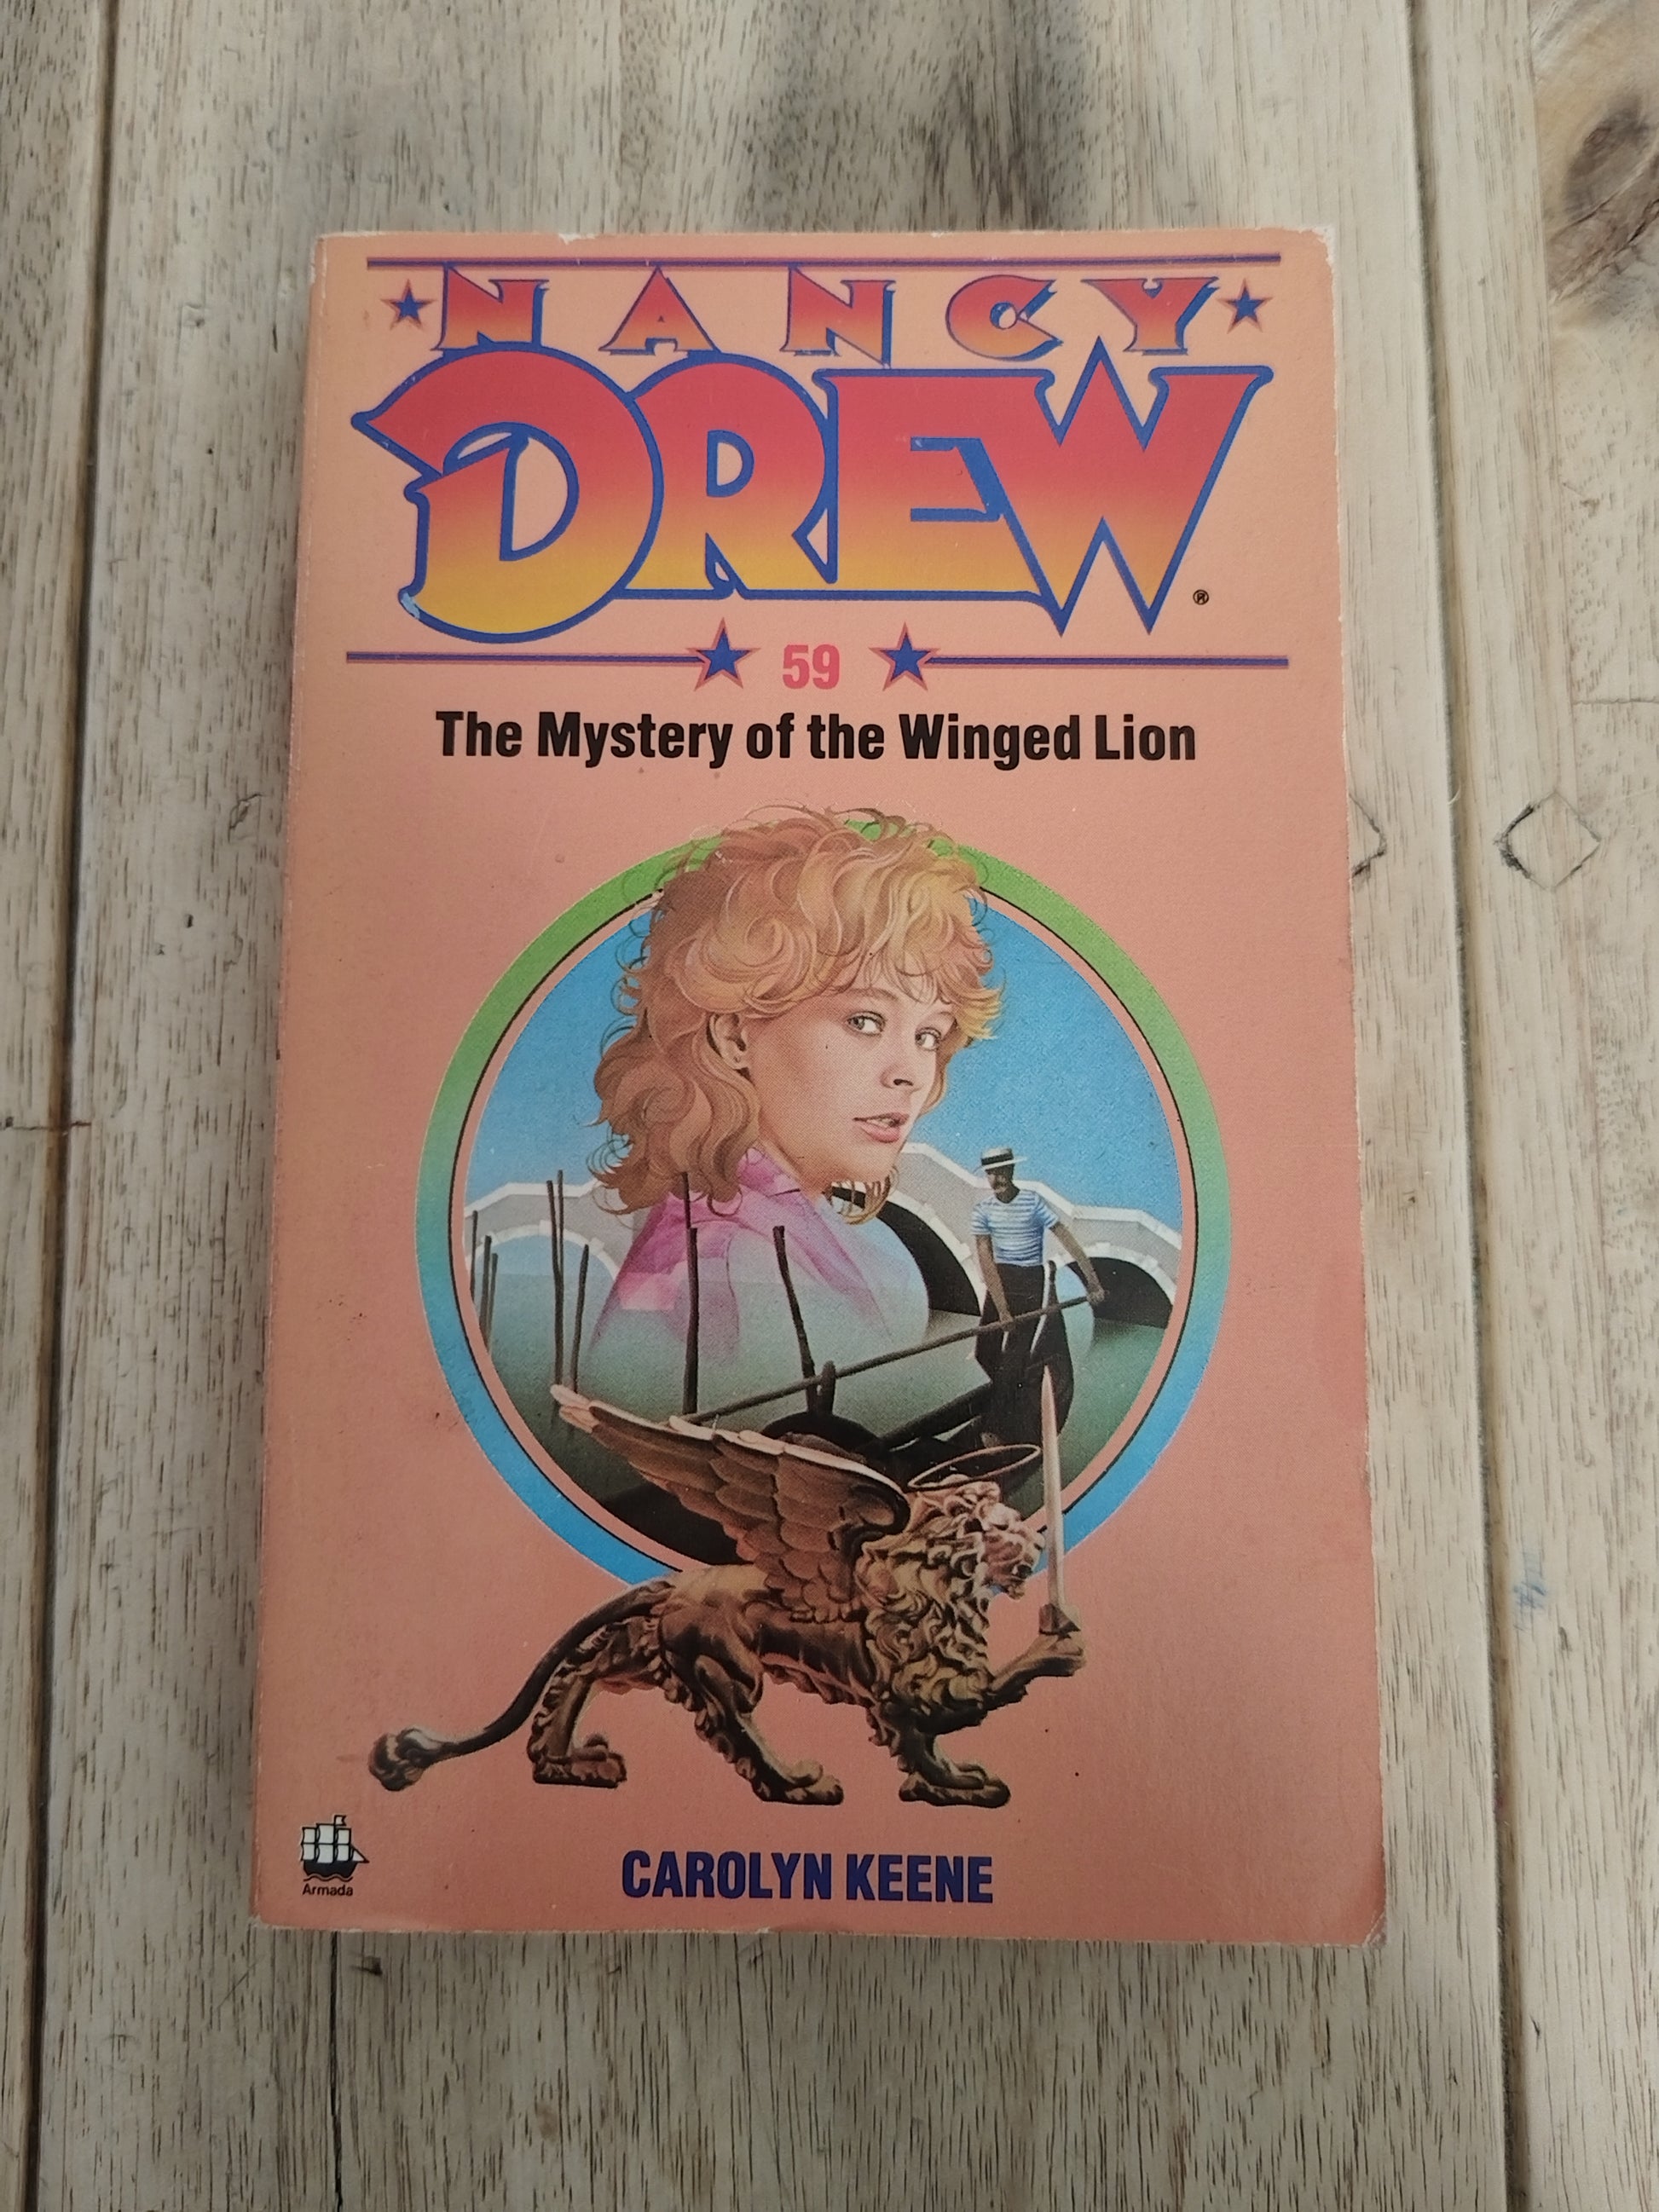 NANCY
DREW®
59
The Mystery of the Winged Lion
Armada
CAROLYN KEENE